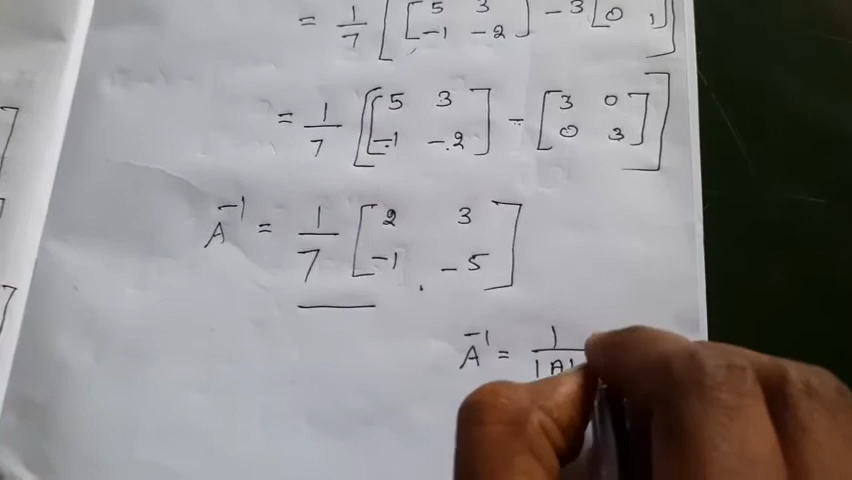 = 1/7 [ [ 5 3 ; -1 -2 ] - 3 [ 0 1 ] ]
= 1/7 [ [ 5 3 ; -1 -2 ] - [ 3 0 ; 0 3 ] ]
A^-1 = 1/7 [ 2 3 ; -1 -5 ]
A^-1 = 1/|A|